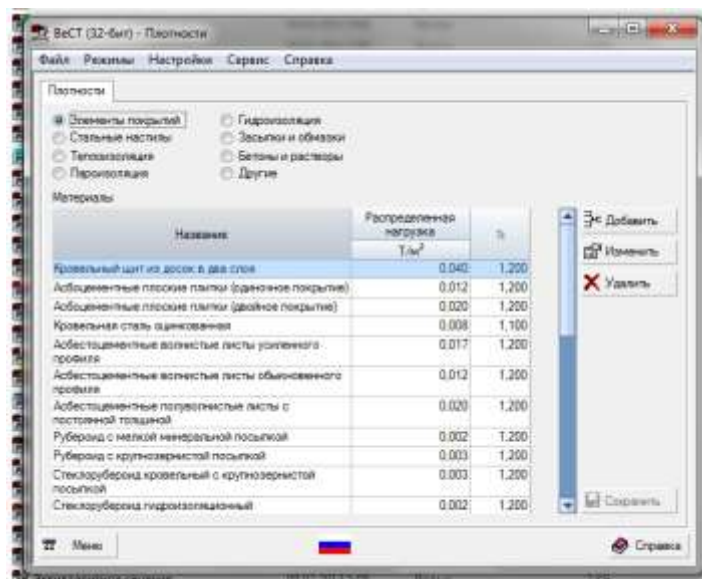 ВеСТ (32-бит) - Плотности
Файл Режимы Настройки Сервис Справка
Плотности
Элементы покрытий Гидроизоляция
Стальные настилы Засыпки и обмазки
Теплоизоляция Бетоны и растворы
Пароизоляция Другие
Материалы
Название Распределенная нагрузка
Т/м²
Добавить
Изменить
Удалить
Кровельный щит из досок в два слоя 0.040 1.200
Асбоцементные плоские плитки (одиночное покрытие) 0.012 1.200
Асбоцементные плоские плитки (двойное покрытие) 0.020 1.200
Кровельная сталь оцинкованная 0.008 1.100
Асбестоцементные волнистые листы усиленного 0.017 1.200
профиля
Асбестоцементные волнистые листы обыкновенного 0.012 1.200
профиля
Асбестоцементные полуволнистые листы с 0.020 1.200
постоянной толщиной
Рубероид с мелкой минеральной посыпкой 0.002 1.200
Рубероид с крупнозернистой посыпкой 0.003 1.200
Стеклорубероид кровельный с крупнозернистой 0.003 1.200
посыпкой
Стеклорубероид гидроизоляционный 0.002 1.200
Сохранить
Меню Справка